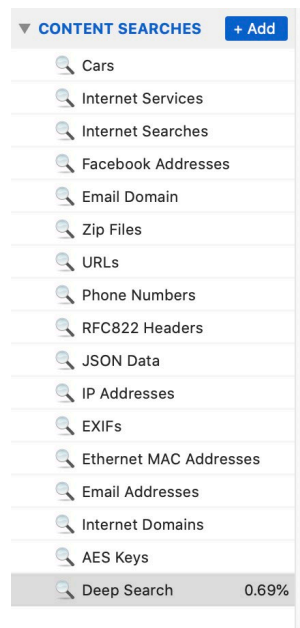 CONTENT SEARCHES + Add
Cars
Internet Services
Internet Searches
Facebook Addresses
Email Domain
Zip Files
URLs
Phone Numbers
RFC822 Headers
JSON Data
IP Addresses
EXIFs
Ethernet MAC Addresses
Email Addresses
Internet Domains
AES Keys
Deep Search 0.69%